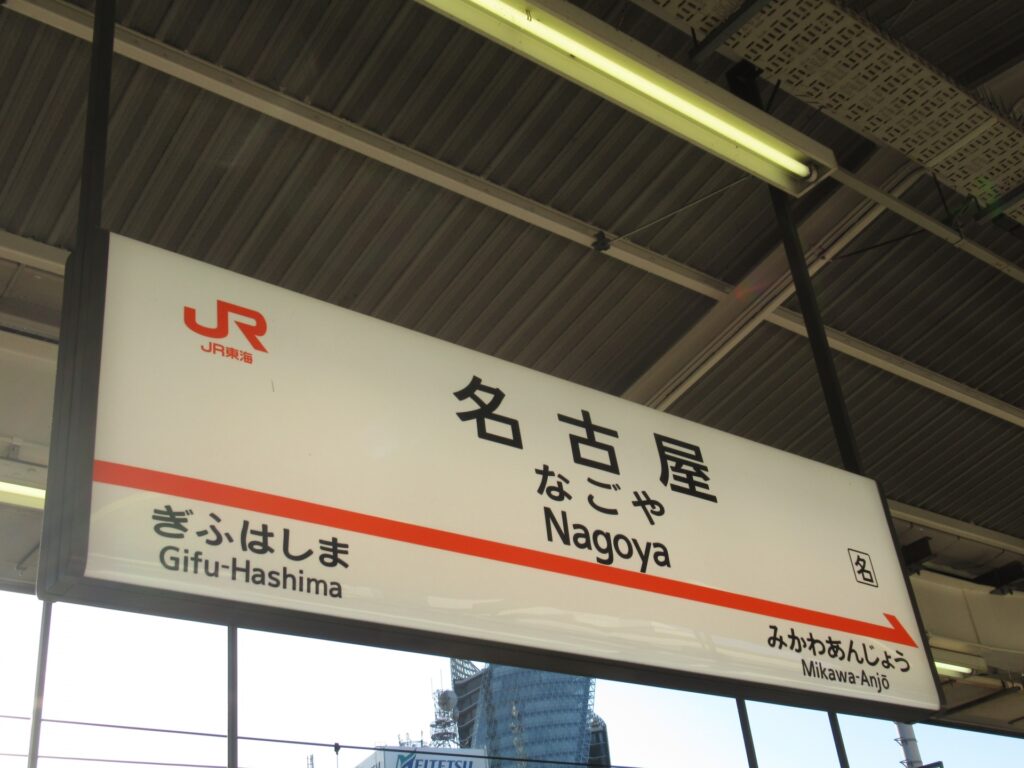 JR
JR東海
名古屋
なごや
Nagoya
名
ぎふはしま
Gifu-Hashima
みかわあんじょう
Mikawa-Anjō
MEITETSU